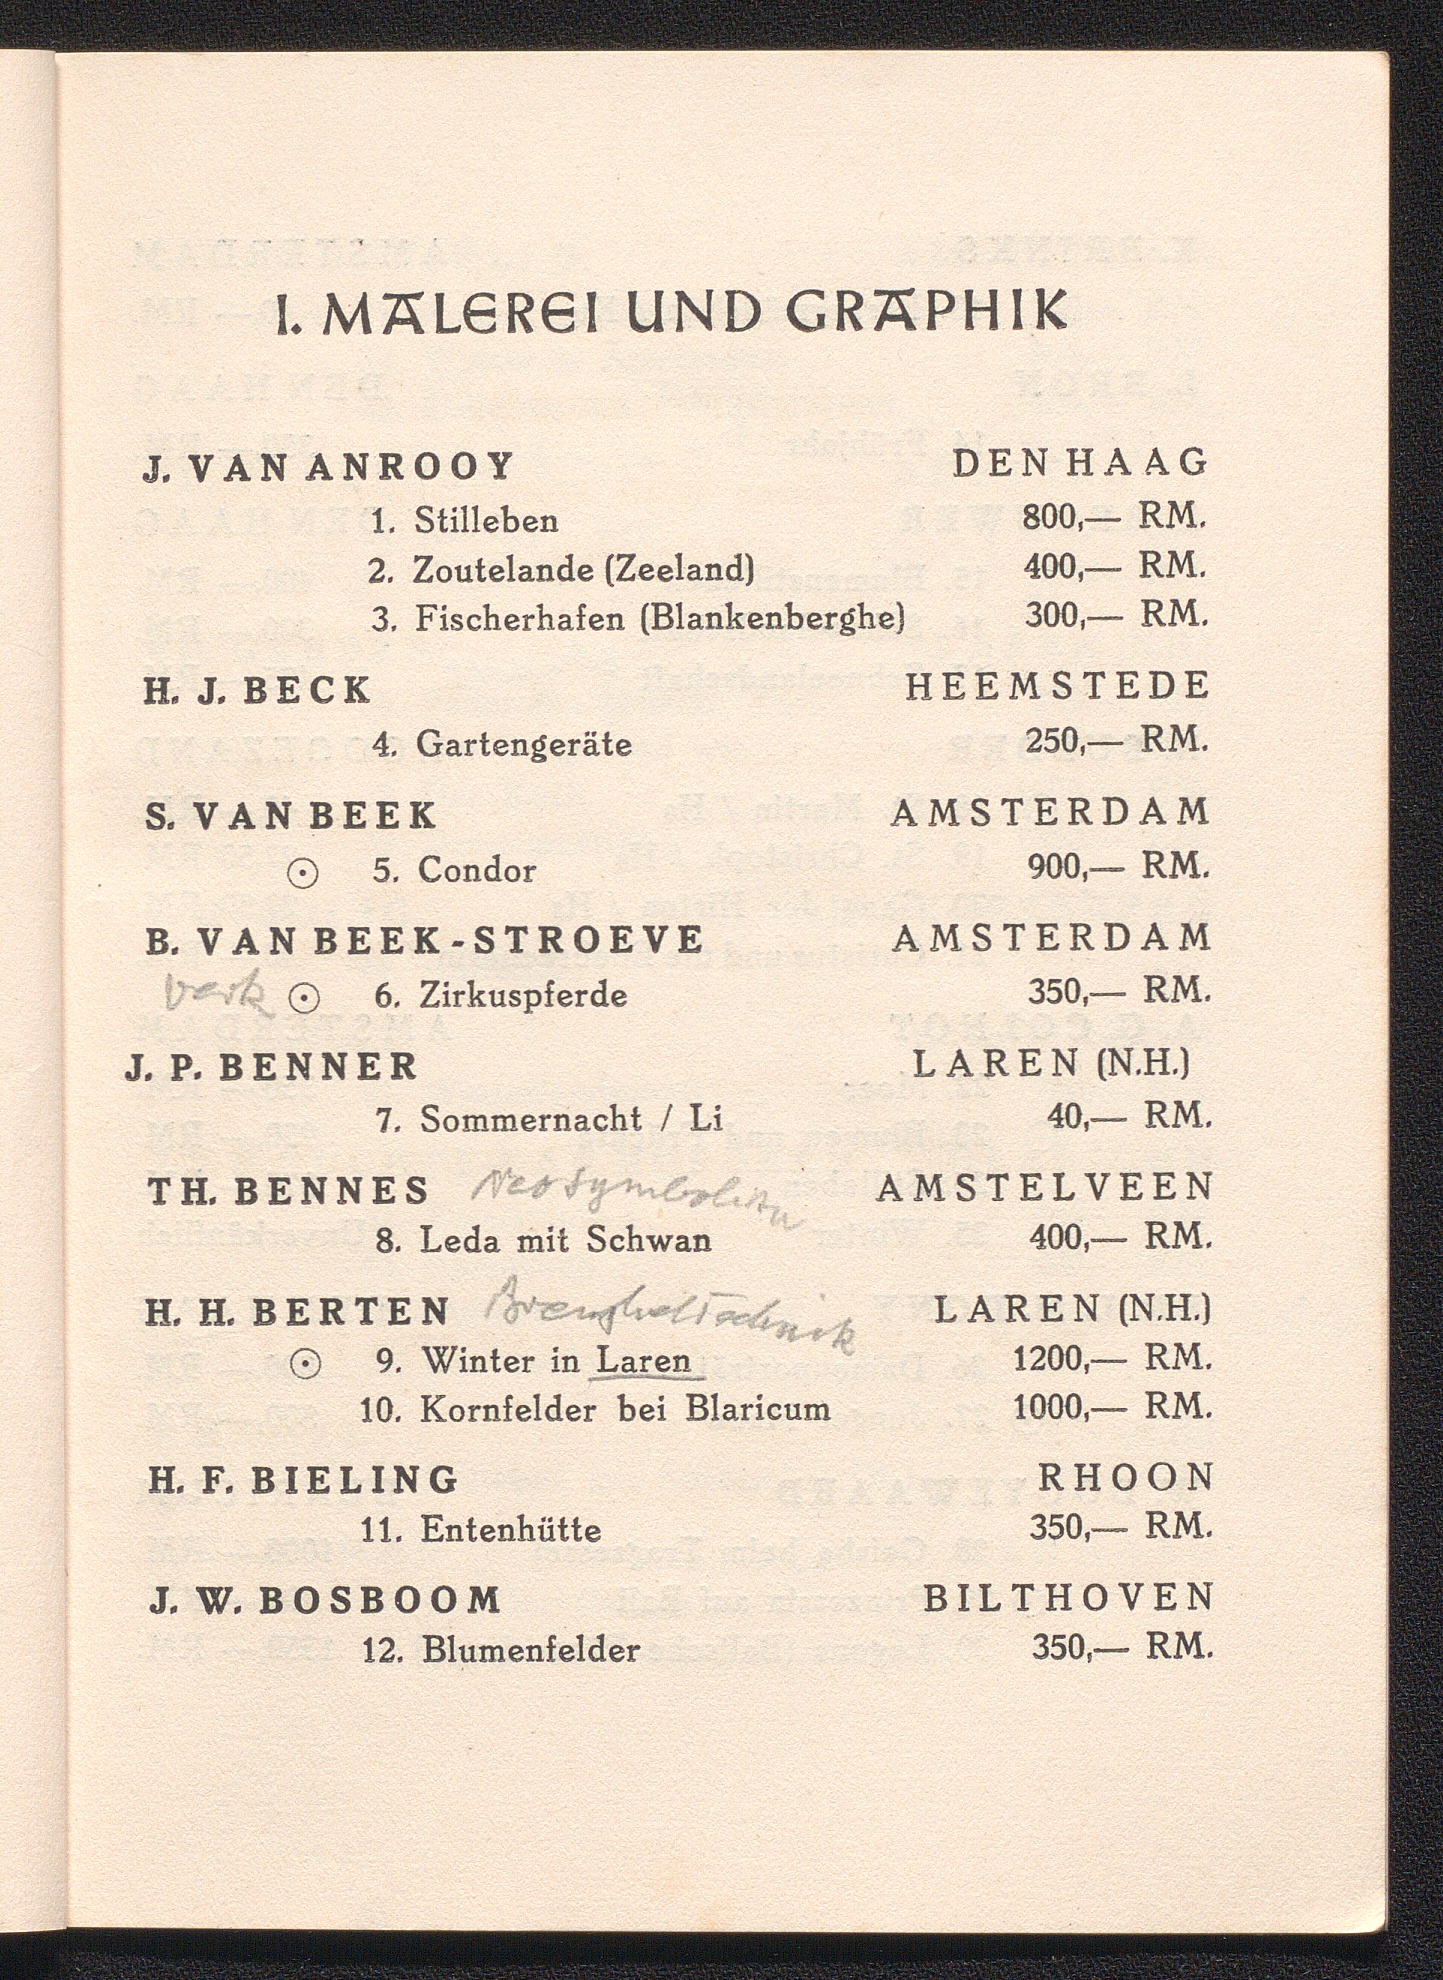 I. MALEREI UND GRAPHIK
J. VAN ANROOY DEN HAAG
1. Stilleben 800,— RM.
2. Zoutelande (Zeeland) 400,— RM.
3. Fischerhafen (Blankenberghe) 300,— RM.
H. J. BECK HEEMSTEDE
4. Gartengeräte 250,— RM.
S. VAN BEEK AMSTERDAM
⊙ 5. Condor 900,— RM.
B. VAN BEEK-STROEVE AMSTERDAM
verk ⊙ 6. Zirkuspferde 350,— RM.
J. P. BENNER LAREN (N.H.)
7. Sommernacht / Li 40,— RM.
TH. BENNES AMSTELVEEN
8. Leda mit Schwan 400,— RM.
H. H. BERTEN LAREN (N.H.)
⊙ 9. Winter in Laren 1200,— RM.
10. Kornfelder bei Blaricum 1000,— RM.
H. F. BIELING RHOON
11. Entenhütte 350,— RM.
J. W. BOSBOOM BILTHOVEN
12. Blumenfelder 350,— RM.